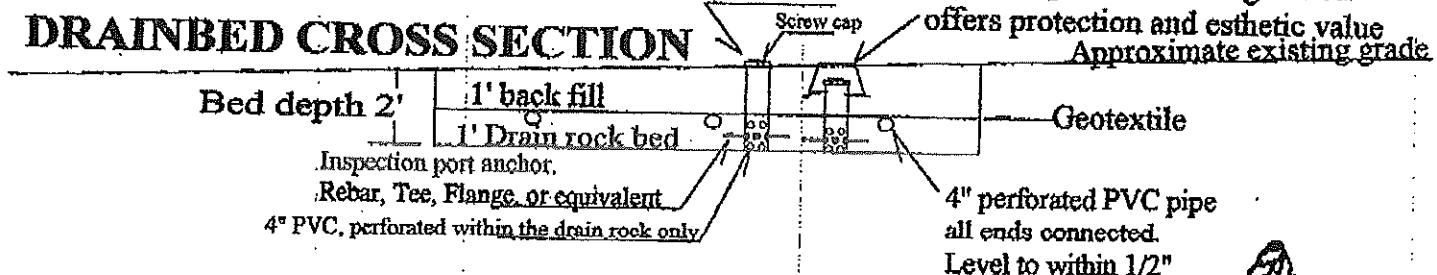 DRAINBED CROSS SECTION
Screw cap
offers protection and esthetic value
Approximate existing grade
Bed depth 2'
1' back fill
1' Drain rock bed
Geotextile
Inspection port anchor.
Rebar, Tee, Flange, or equivalent
4" PVC, perforated within the drain rock only
4" perforated PVC pipe
all ends connected.
Level to within 1/2"